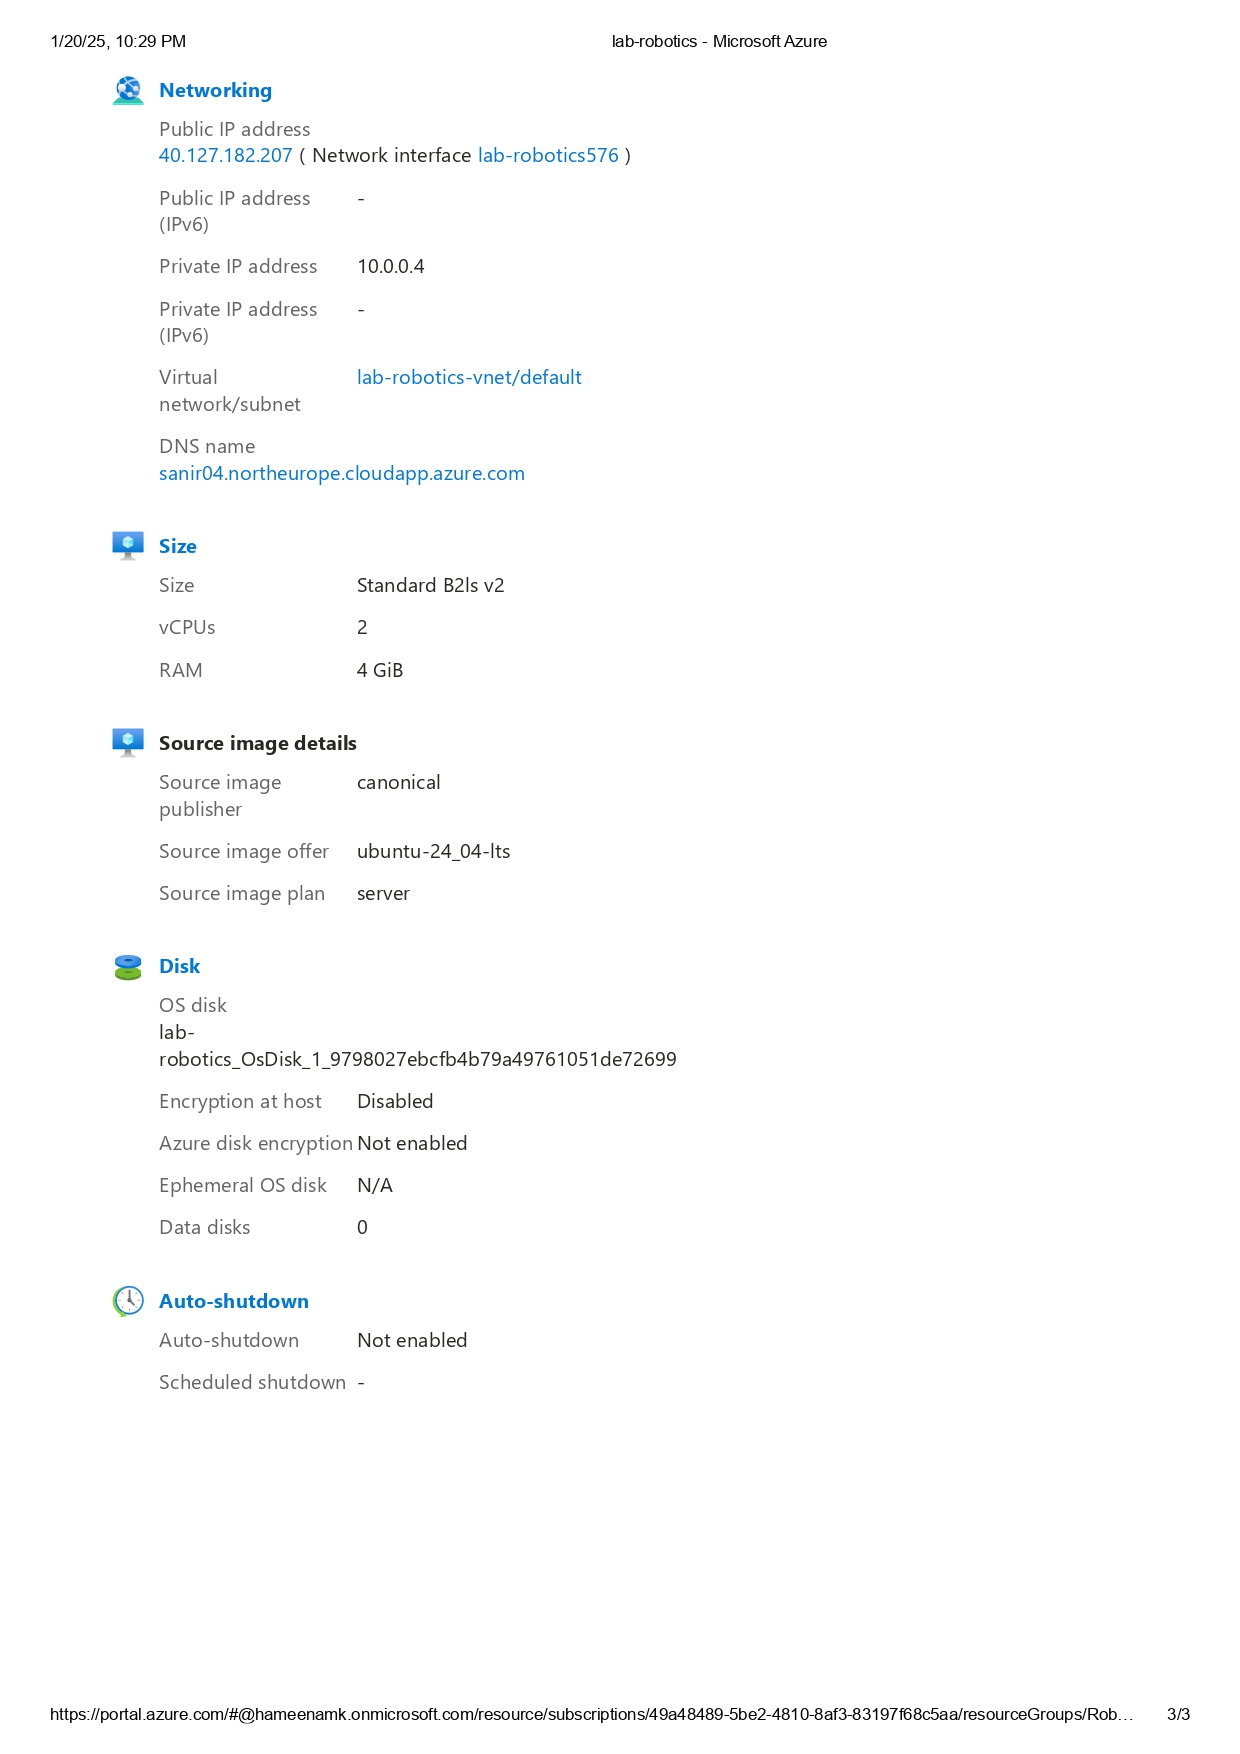 1/20/25, 10:29 PM lab-robotics - Microsoft Azure
Networking
Public IP address
40.127.182.207 ( Network interface lab-robotics576 )
Public IP address -
(IPv6)
Private IP address 10.0.0.4
Private IP address -
(IPv6)
Virtual lab-robotics-vnet/default
network/subnet
DNS name
sanir04.northeurope.cloudapp.azure.com
Size
Size Standard B2ls v2
vCPUs 2
RAM 4 GiB
Source image details
Source image canonical
publisher
Source image offer ubuntu-24_04-lts
Source image plan server
Disk
OS disk
lab-
robotics_OsDisk_1_9798027ebcfb4b79a49761051de72699
Encryption at host Disabled
Azure disk encryption Not enabled
Ephemeral OS disk N/A
Data disks 0
Auto-shutdown
Auto-shutdown Not enabled
Scheduled shutdown -
https://portal.azure.com/#@hameenamk.onmicrosoft.com/resource/subscriptions/49a48489-5be2-4810-8af3-83197f68c5aa/resourceGroups/Rob… 3/3